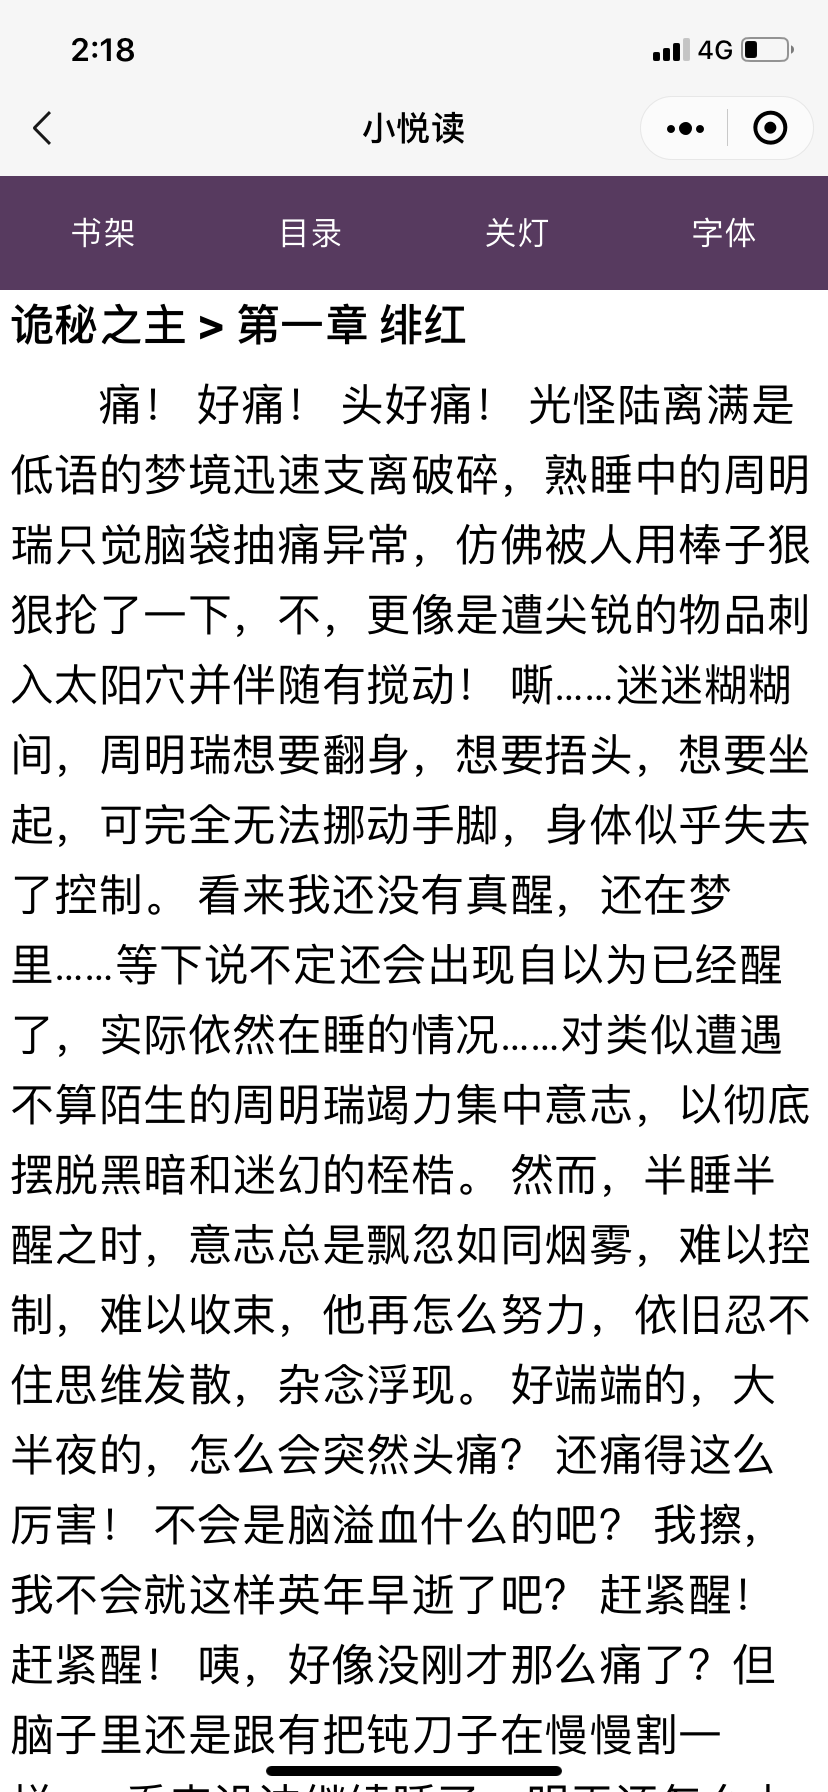 2:18
4G
小悦读
书架 目录 关灯 字体
诡秘之主 > 第一章 绯红
痛！ 好痛！ 头好痛！ 光怪陆离满是
低语的梦境迅速支离破碎，熟睡中的周明
瑞只觉脑袋抽痛异常，仿佛被人用棒子狠
狠抡了一下，不，更像是遭尖锐的物品刺
入太阳穴并伴随有搅动！ 嘶……迷迷糊糊
间，周明瑞想要翻身，想要捂头，想要坐
起，可完全无法挪动手脚，身体似乎失去
了控制。 看来我还没有真醒，还在梦
里……等下说不定还会出现自以为已经醒
了，实际依然在睡的情况……对类似遭遇
不算陌生的周明瑞竭力集中意志，以彻底
摆脱黑暗和迷幻的桎梏。 然而，半睡半
醒之时，意志总是飘忽如同烟雾，难以控
制，难以收束，他再怎么努力，依旧忍不
住思维发散，杂念浮现。 好端端的，大
半夜的，怎么会突然头痛？ 还痛得这么
厉害！ 不会是脑溢血什么的吧？ 我擦，
我不会就这样英年早逝了吧？ 赶紧醒！
赶紧醒！ 咦，好像没刚才那么痛了？但
脑子里还是跟有把钝刀子在慢慢割一